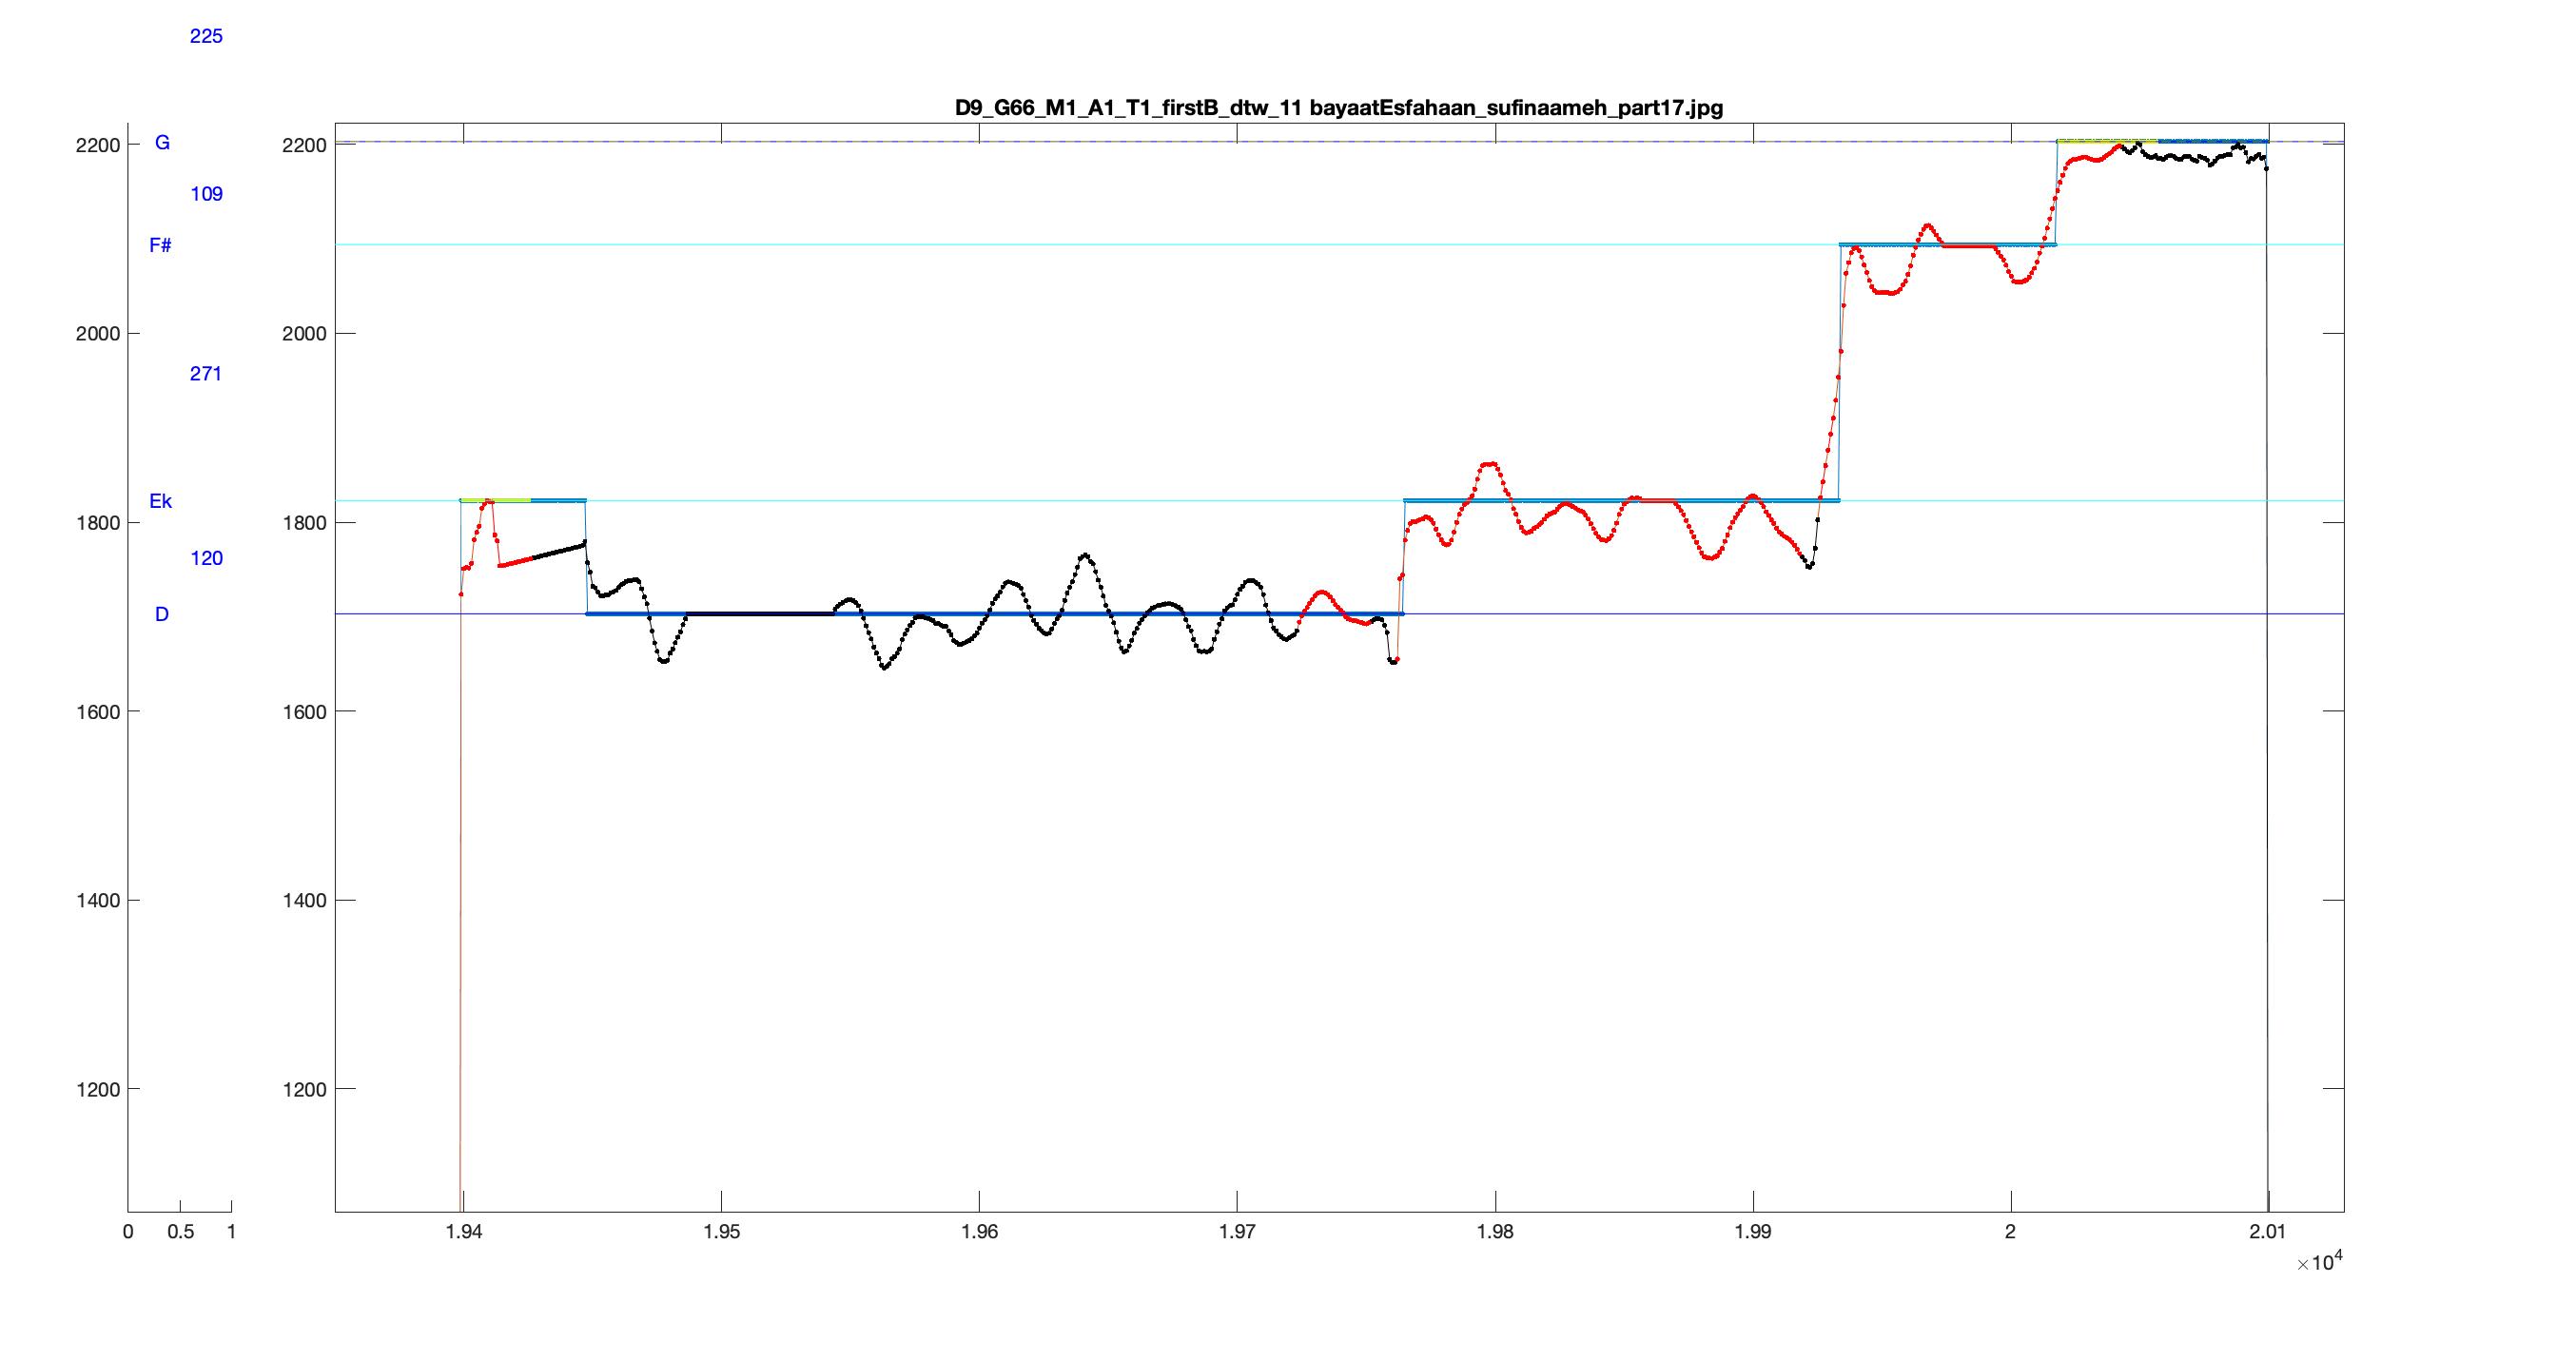 225
D9_G66_M1_A1_T1_firstB_dtw_11 bayaatEsfahaan_sufinaameh_part17.jpg
2200 G 2200
109
F#
2000 2000
271
Ek
1800 1800
120
D
1600 1600
1400 1400
1200 1200
0 0.5 1 1.94 1.95 1.96 1.97 1.98 1.99 2 2.01
×10^4